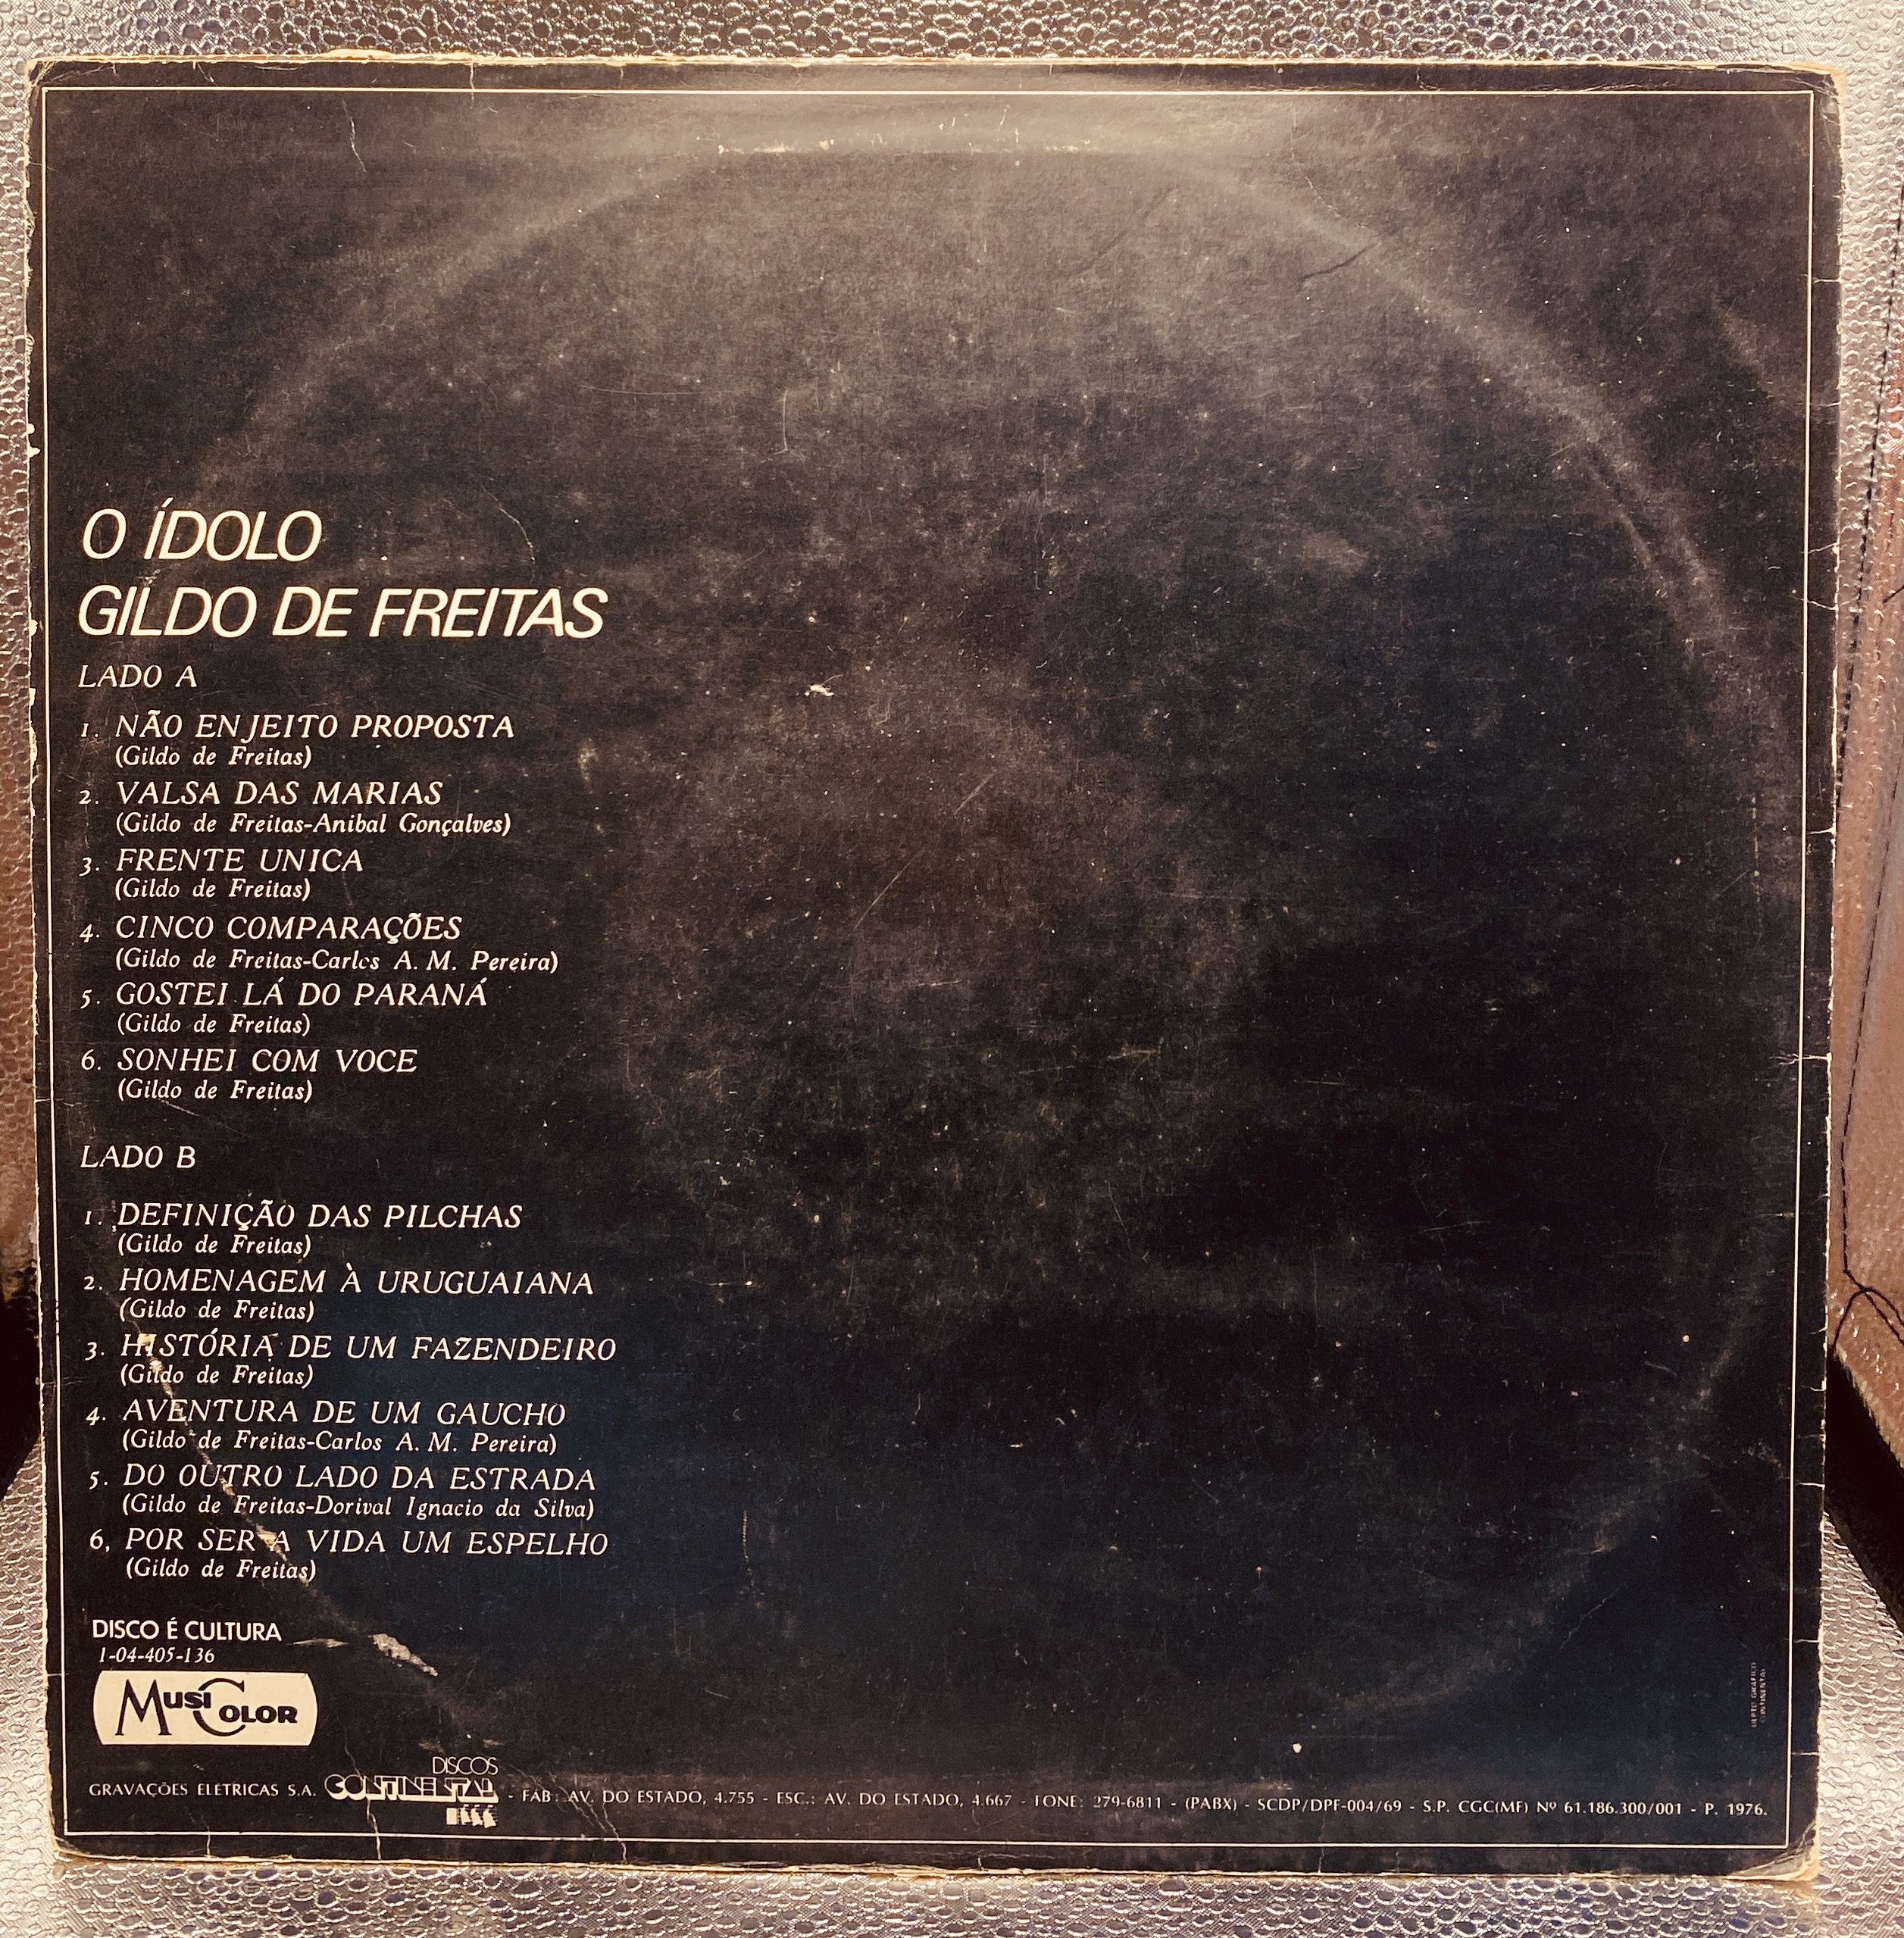 O ÍDOLO
GILDO DE FREITAS
LADO A
1. NÃO ENJEITO PROPOSTA
(Gildo de Freitas)
2. VALSA DAS MARIAS
(Gildo de Freitas-Anibal Gonçalves)
3. FRENTE UNICA
(Gildo de Freitas)
4. CINCO COMPARAÇÕES
(Gildo de Freitas-Carlos A. M. Pereira)
5. GOSTEI LÁ DO PARANÁ
(Gildo de Freitas)
6. SONHEI COM VOCE
(Gildo de Freitas)
LADO B
1. DEFINIÇÃO DAS PILCHAS
(Gildo de Freitas)
2. HOMENAGEM À URUGUAIANA
(Gildo de Freitas)
3. HISTÓRIA DE UM FAZENDEIRO
(Gildo de Freitas)
4. AVENTURA DE UM GAUCHO
(Gildo de Freitas-Carlos A. M. Pereira)
5. DO OUTRO LADO DA ESTRADA
(Gildo de Freitas-Dorival Ignacio da Silva)
6, POR SER A VIDA UM ESPELHO
(Gildo de Freitas)
DISCO É CULTURA
1-04-405-136
MUSICOLOR
GRAVAÇÕES ELETRICAS S.A. DISCOS CONTINENTAL - FAB: AV. DO ESTADO, 4.755 - ESC.: AV. DO ESTADO, 4.667 - FONE: 279-6811 - (PABX) - SCDP/DPF-004/69 - S.P. CGC(MF) Nº 61.186.300/001 - P. 1976.
DEPTO GRÁFICO
CONTINENTAL